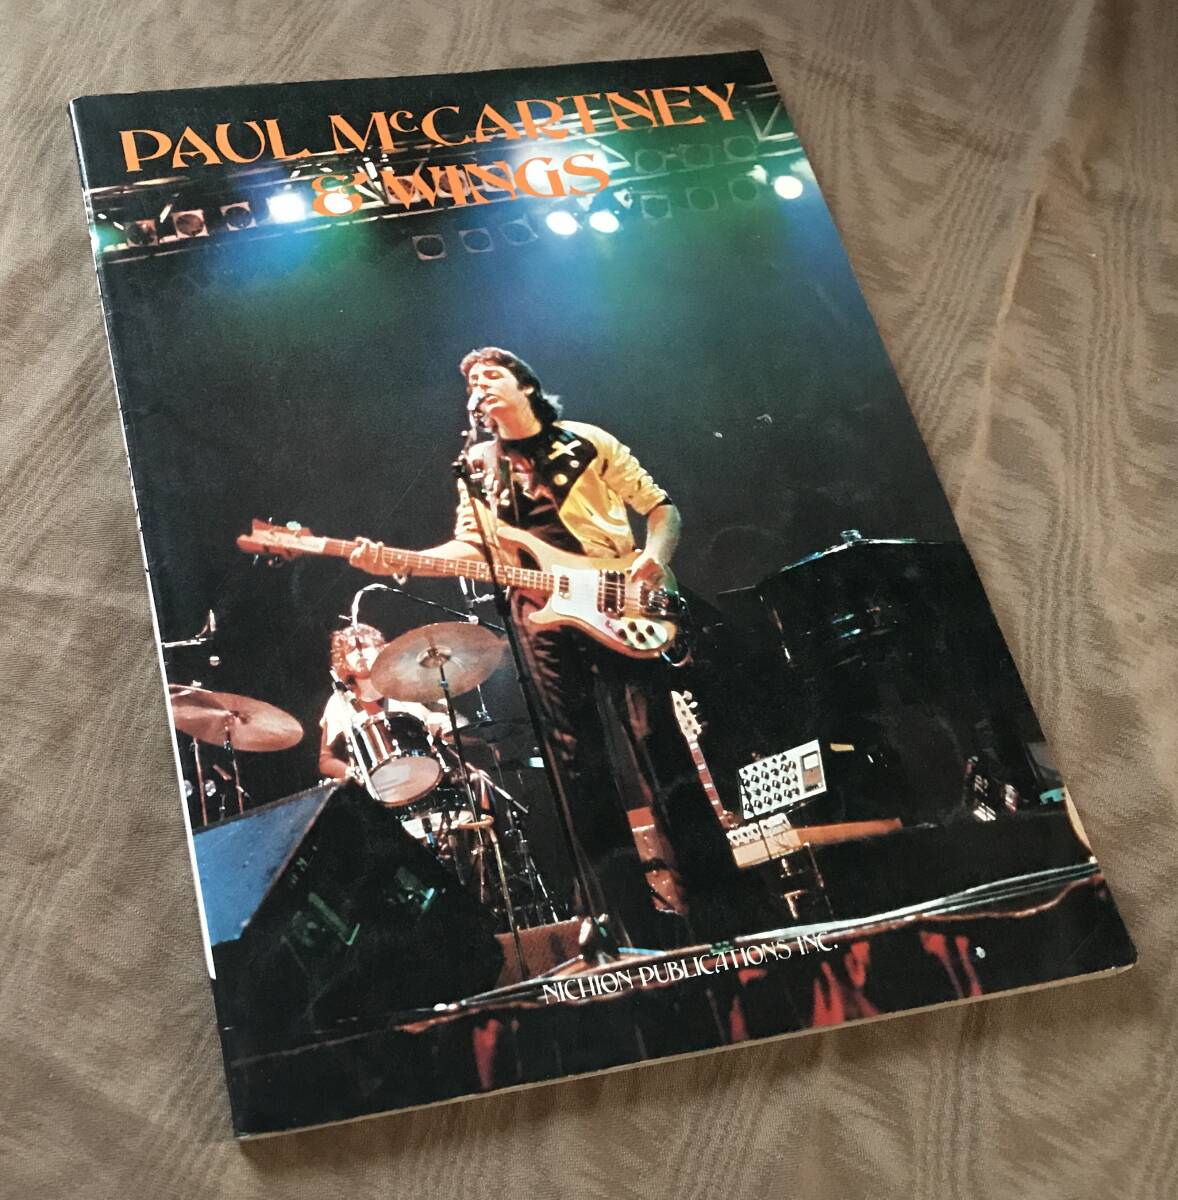 PAUL McCARTNEY
& WINGS
NICHION PUBLICATIONS INC.